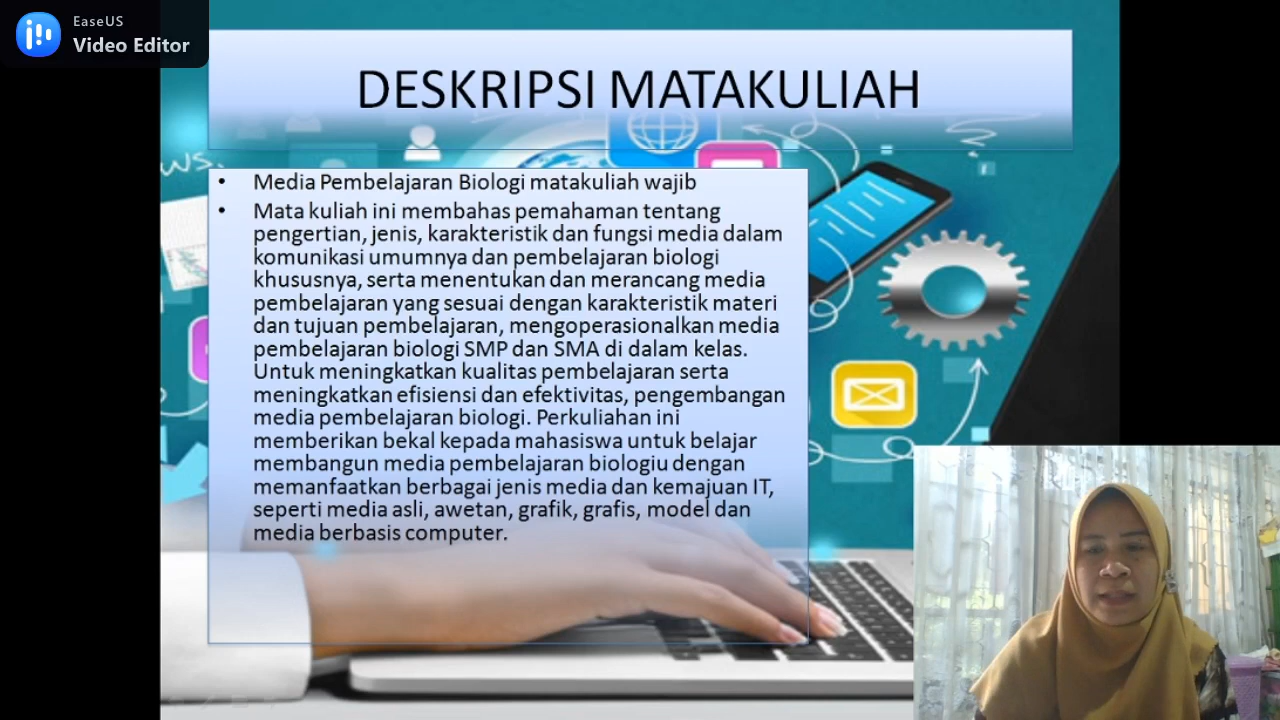 EaseUS
Video Editor
DESKRIPSI MATAKULIAH
ws.
• Media Pembelajaran Biologi matakuliah wajib
• Mata kuliah ini membahas pemahaman tentang
pengertian, jenis, karakteristik dan fungsi media dalam
komunikasi umumnya dan pembelajaran biologi
khususnya, serta menentukan dan merancang media
pembelajaran yang sesuai dengan karakteristik materi
dan tujuan pembelajaran, mengoperasionalkan media
pembelajaran biologi SMP dan SMA di dalam kelas.
Untuk meningkatkan kualitas pembelajaran serta
meningkatkan efisiensi dan efektivitas, pengembangan
media pembelajaran biologi. Perkuliahan ini
memberikan bekal kepada mahasiswa untuk belajar
membangun media pembelajaran biologiu dengan
memanfaatkan berbagai jenis media dan kemajuan IT,
seperti media asli, awetan, grafik, grafis, model dan
media berbasis computer.